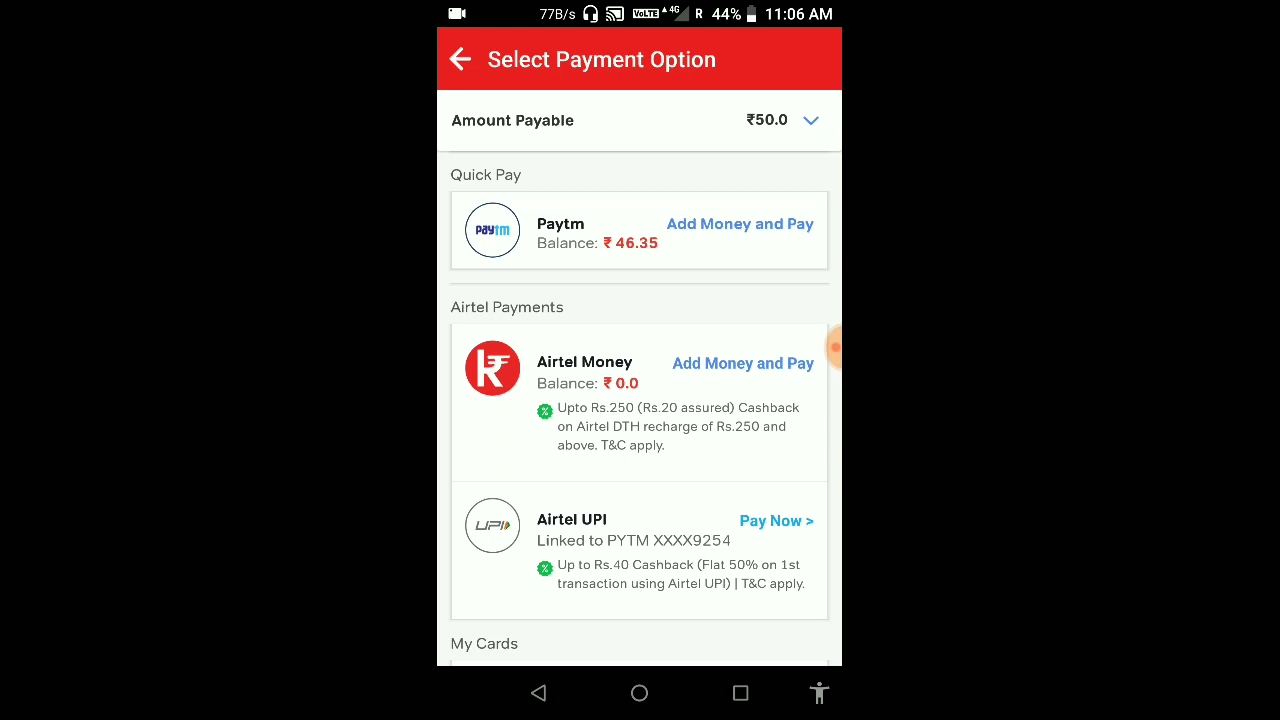 77B/s VoLTE 4G R 44% 11:06 AM
Select Payment Option
Amount Payable ₹50.0
Quick Pay
paytm Paytm Add Money and Pay
Balance: ₹ 46.35
Airtel Payments
Airtel Money Add Money and Pay
Balance: ₹ 0.0
% Upto Rs.250 (Rs.20 assured) Cashback
on Airtel DTH recharge of Rs.250 and
above. T&C apply.
UPI Airtel UPI Pay Now >
Linked to PYTM XXXX9254
% Up to Rs.40 Cashback (Flat 50% on 1st
transaction using Airtel UPI) | T&C apply.
My Cards